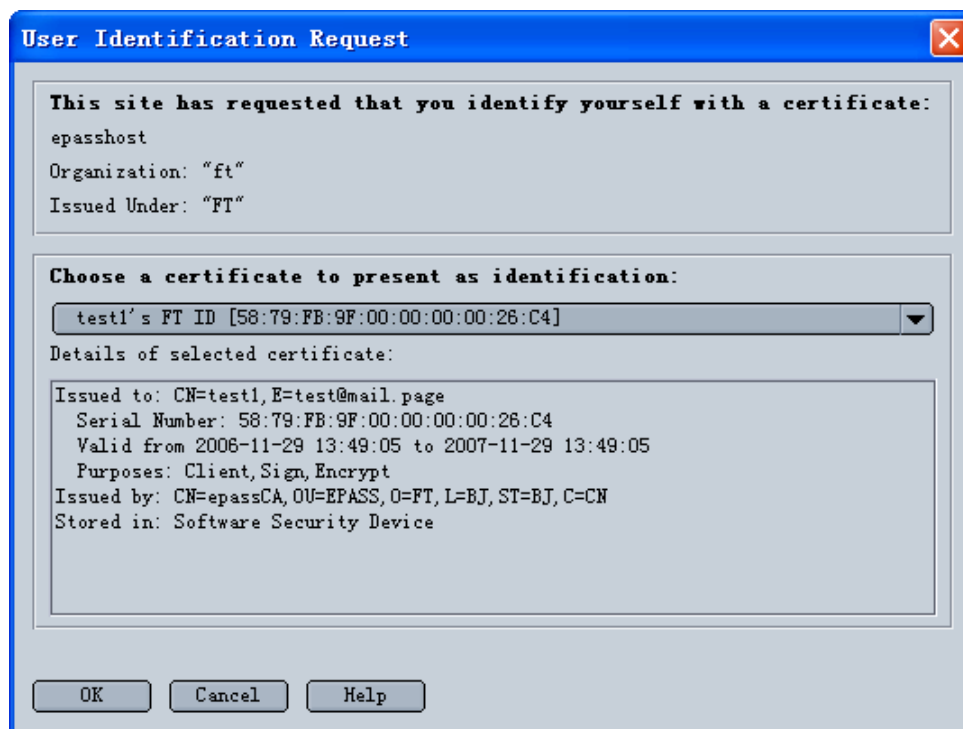 User Identification Request
This site has requested that you identify yourself with a certificate:
epasshost
Organization: "ft"
Issued Under: "FT"
Choose a certificate to present as identification:
test1's FT ID [58:79:FB:9F:00:00:00:00:26:C4]
Details of selected certificate:
Issued to: CN=test1,E=test@mail.page
Serial Number: 58:79:FB:9F:00:00:00:00:26:C4
Valid from 2006-11-29 13:49:05 to 2007-11-29 13:49:05
Purposes: Client,Sign,Encrypt
Issued by: CN=epassCA,OU=EPASS,O=FT,L=BJ,ST=BJ,C=CN
Stored in: Software Security Device
OK Cancel Help